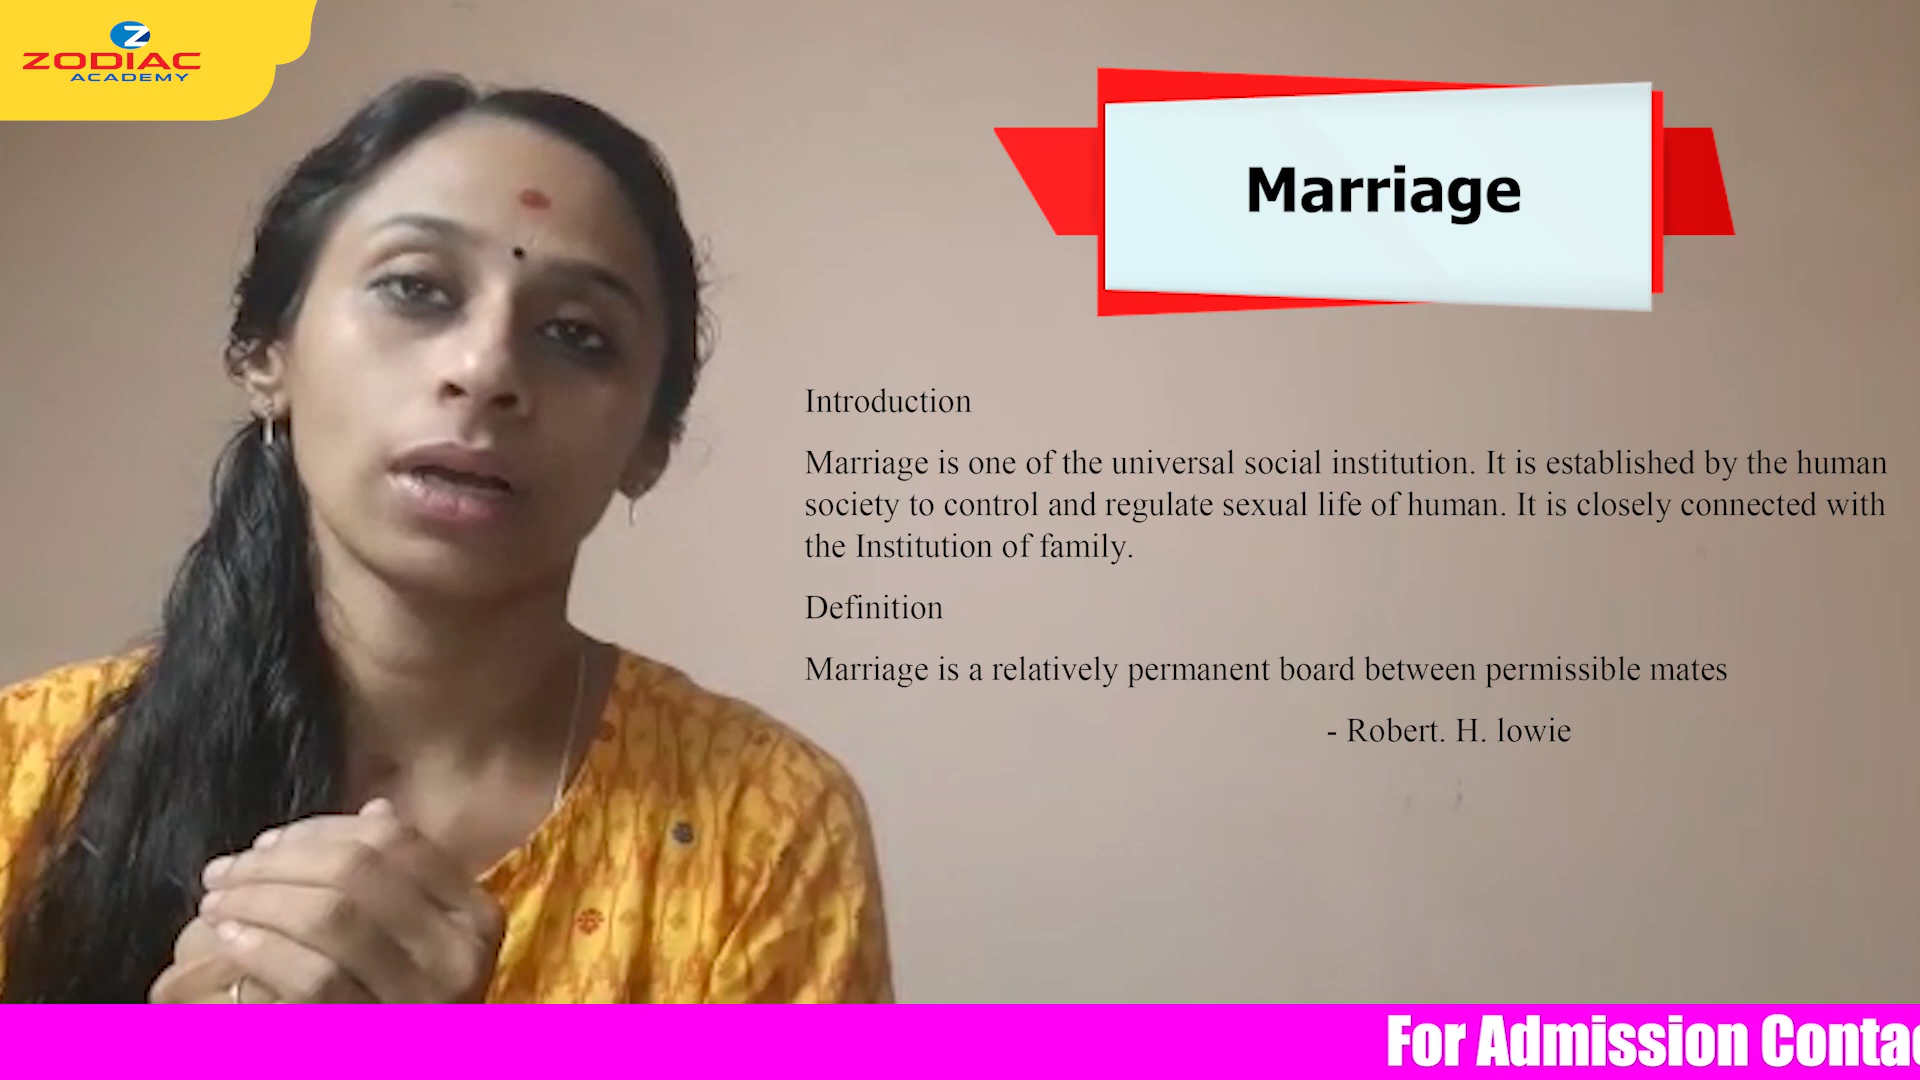 Z
ZODIAC
ACADEMY
Marriage
Introduction
Marriage is one of the universal social institution. It is established by the human
society to control and regulate sexual life of human. It is closely connected with
the Institution of family.
Definition
Marriage is a relatively permanent board between permissible mates
- Robert. H. lowie
For Admission Contac